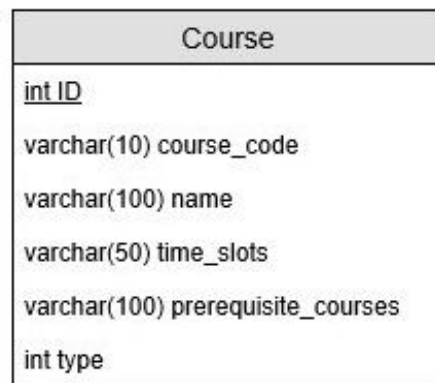 Course
int ID
varchar(10) course_code
varchar(100) name
varchar(50) time_slots
varchar(100) prerequisite_courses
int type